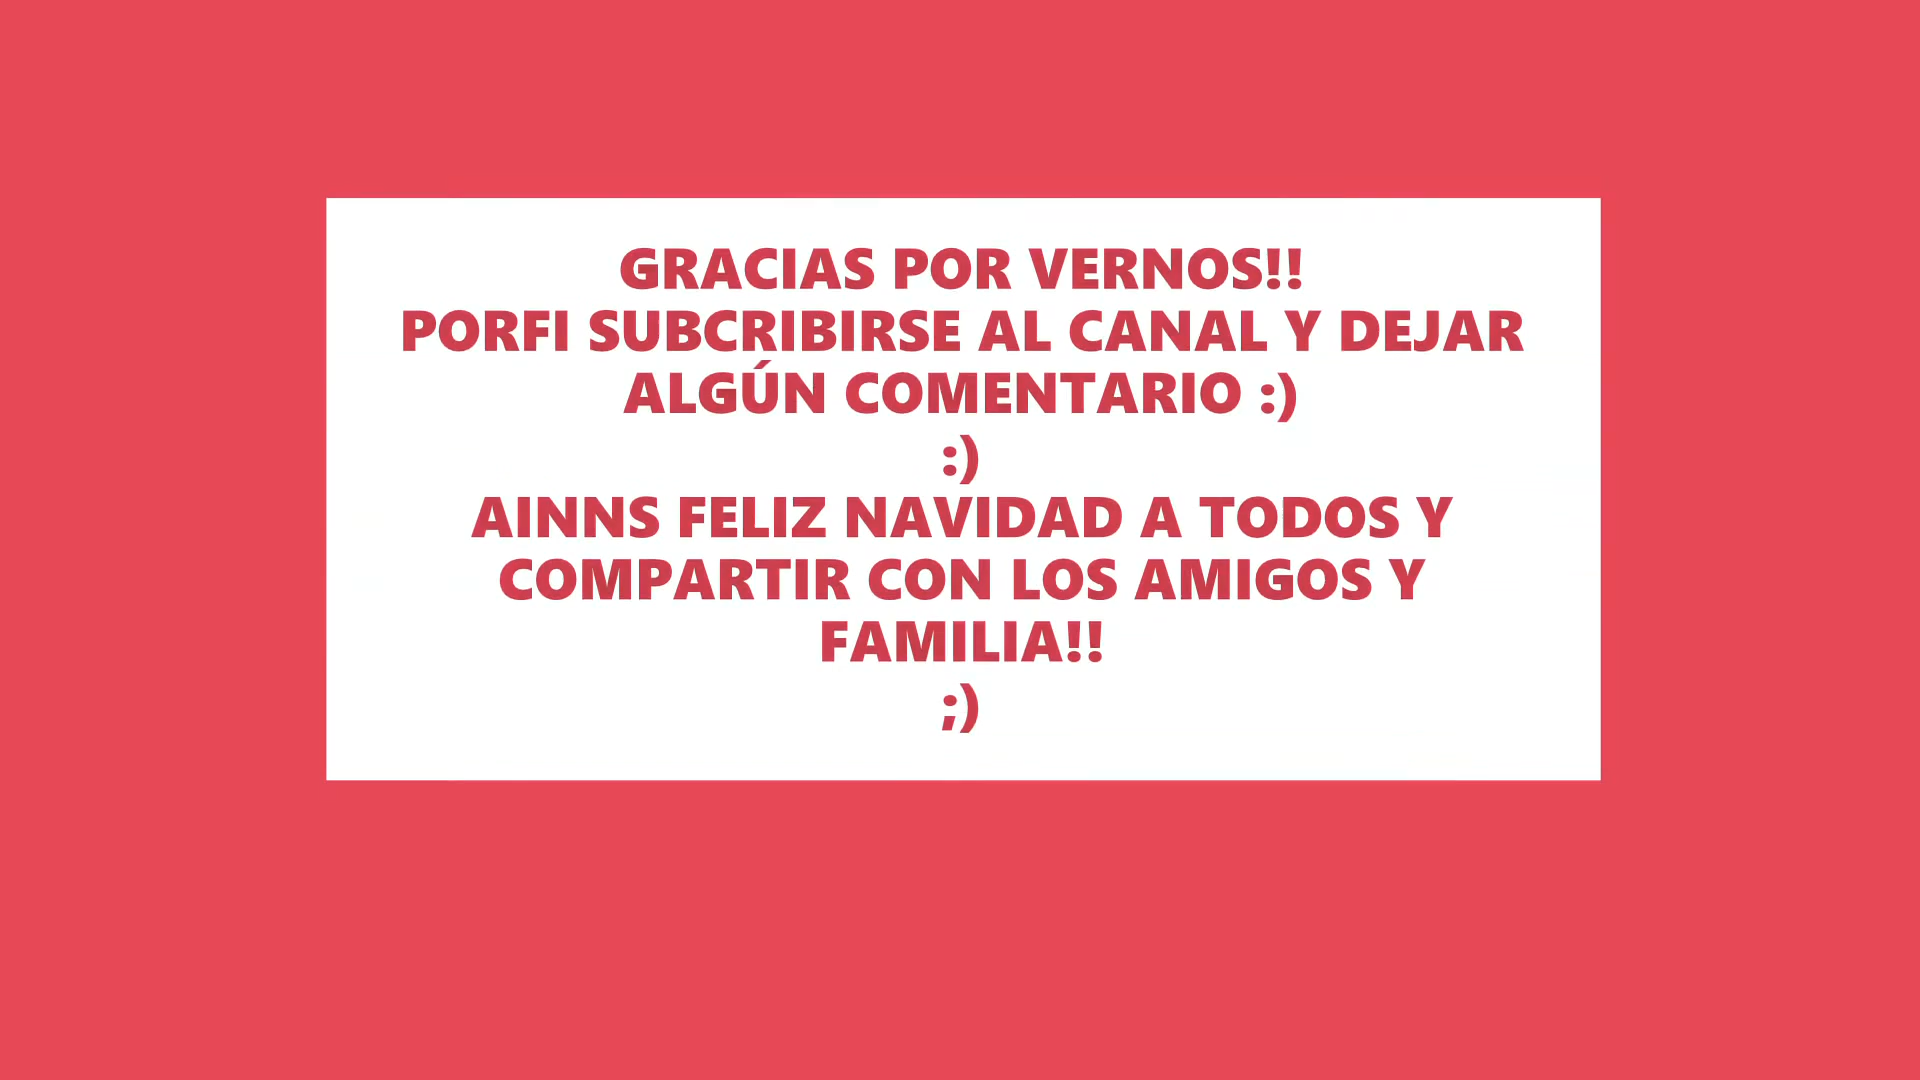 GRACIAS POR VERNOS!!
PORFI SUBCRIBIRSE AL CANAL Y DEJAR
ALGÚN COMENTARIO :)
:)
AINNS FELIZ NAVIDAD A TODOS Y
COMPARTIR CON LOS AMIGOS Y
FAMILIA!!
;)